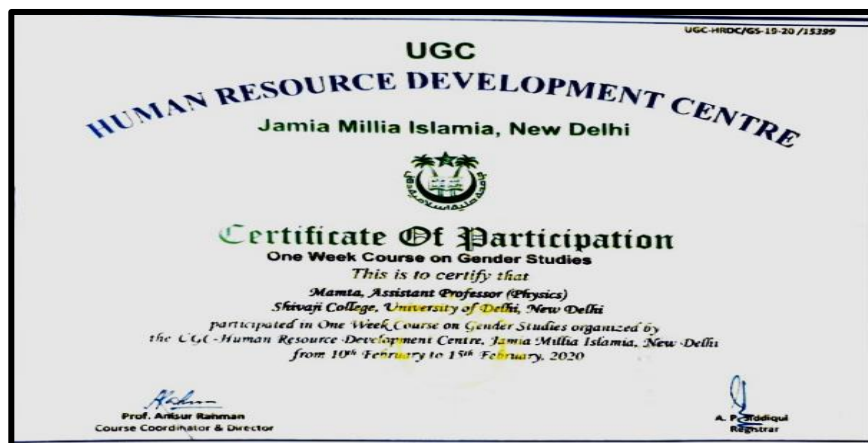 UGC-HRDC/GS-19-20 /15399
UGC
HUMAN RESOURCE DEVELOPMENT CENTRE
Jamia Millia Islamia, New Delhi
Certificate Of Participation
One Week Course on Gender Studies
This is to certify that
Mamta, Assistant Professor (Physics)
Shivaji College, University of Delhi, New Delhi
participated in One Week Course on Gender Studies organized by
the UGC-Human Resource Development Centre, Jamia Millia Islamia, New Delhi
from 10th February to 15th February, 2020
Prof. Anisur Rahman
Course Coordinator & Director
A. P. Siddiqui
Registrar